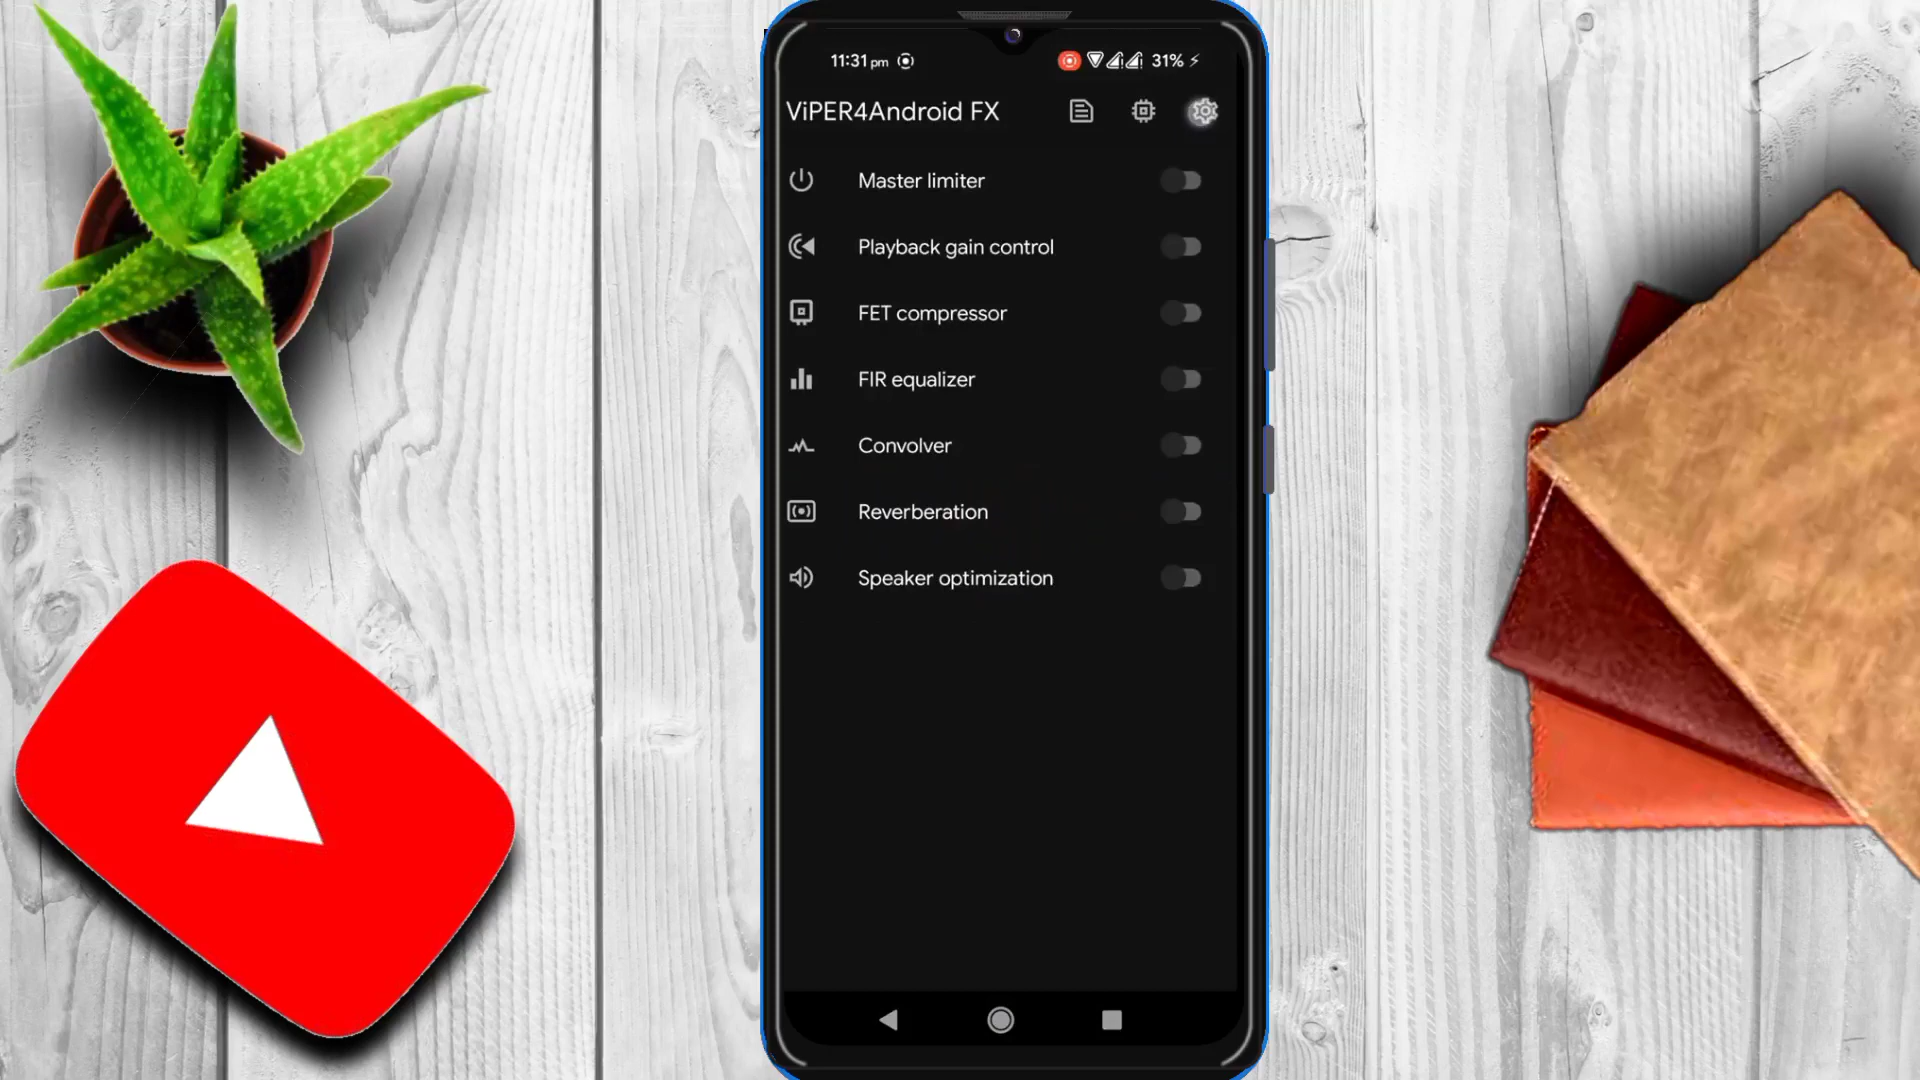 11:31 pm 31%
ViPER4Android FX
Master limiter
Playback gain control
FET compressor
FIR equalizer
Convolver
Reverberation
Speaker optimization